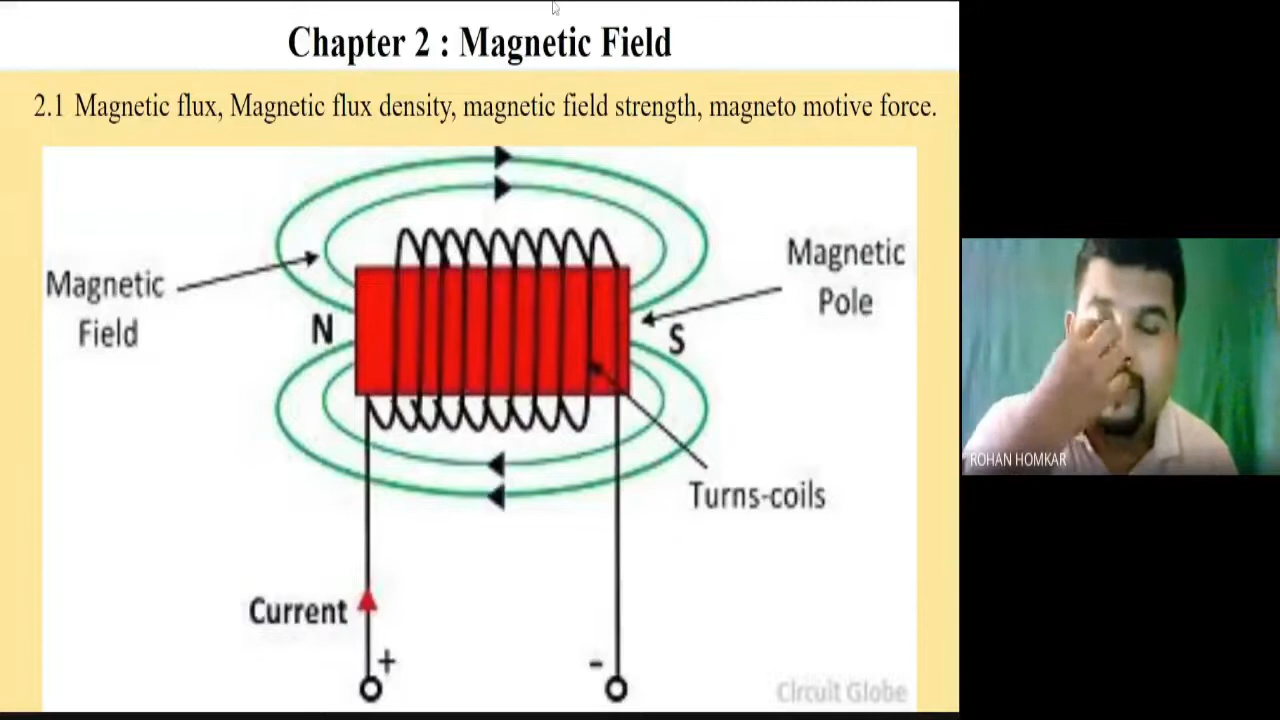 Chapter 2 : Magnetic Field
2.1 Magnetic flux, Magnetic flux density, magnetic field strength, magneto motive force.
Magnetic
Field
N
S
Magnetic
Pole
Turns-coils
Current
+
-
Circuit Globe
ROHAN HOMKAR